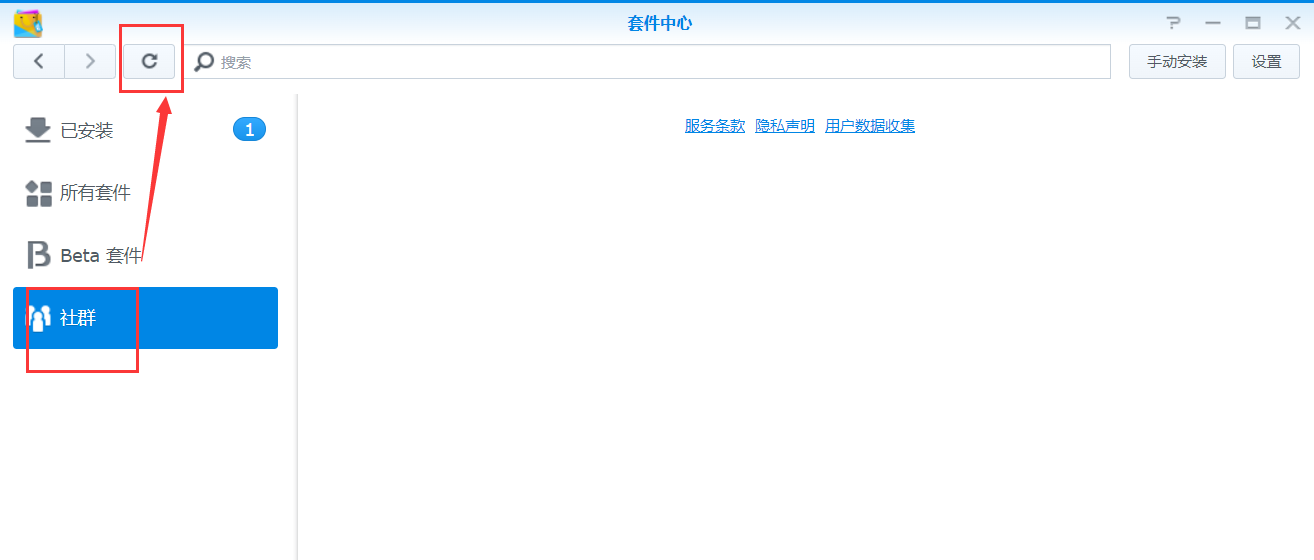 套件中心
搜索
手动安装
设置
已安装
1
所有套件
Beta 套件
社群
服务条款 隐私声明 用户数据收集